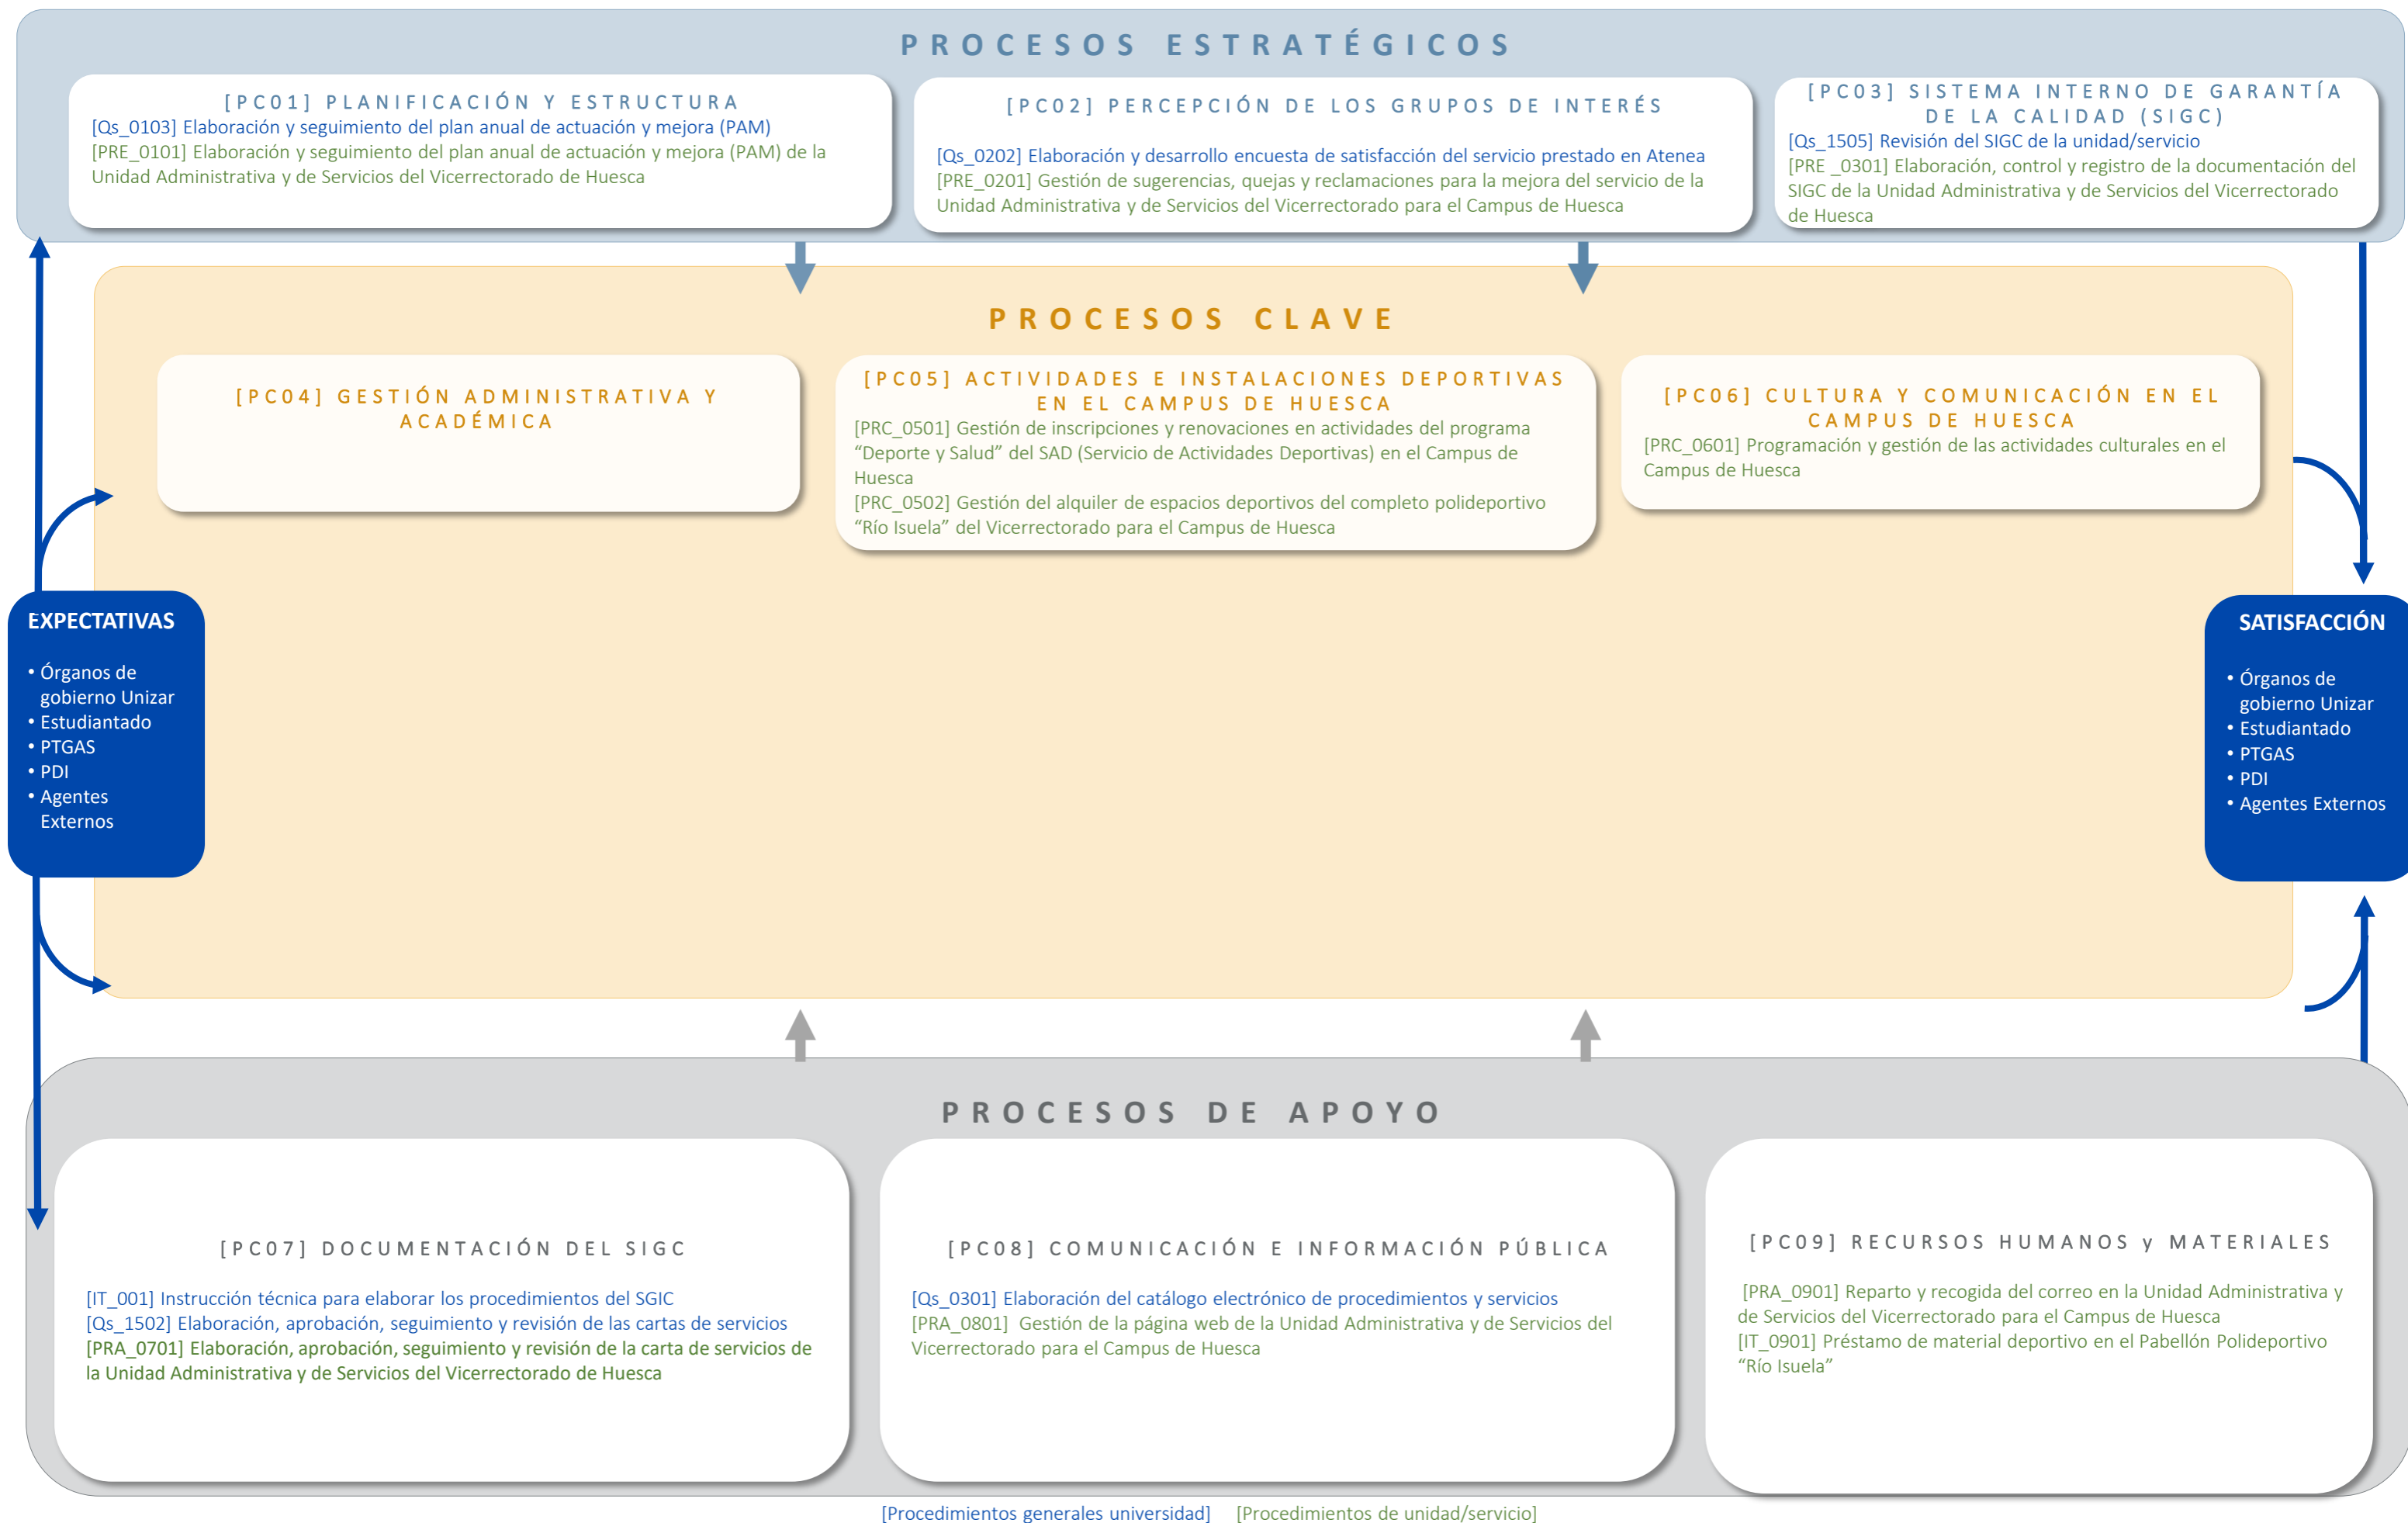 PROCESOS ESTRATÉGICOS
[PC01] PLANIFICACIÓN Y ESTRUCTURA
[Qs_0103] Elaboración y seguimiento del plan anual de actuación y mejora (PAM)
[PRE_0101] Elaboración y seguimiento del plan anual de actuación y mejora (PAM) de la
Unidad Administrativa y de Servicios del Vicerrectorado de Huesca
[PC02] PERCEPCIÓN DE LOS GRUPOS DE INTERÉS
[Qs_0202] Elaboración y desarrollo encuesta de satisfacción del servicio prestado en Atenea
[PRE_0201] Gestión de sugerencias, quejas y reclamaciones para la mejora del servicio de la
Unidad Administrativa y de Servicios del Vicerrectorado para el Campus de Huesca
[PC03] SISTEMA INTERNO DE GARANTÍA
DE LA CALIDAD (SIGC)
[Qs_1505] Revisión del SIGC de la unidad/servicio
[PRE _0301] Elaboración, control y registro de la documentación del
SIGC de la Unidad Administrativa y de Servicios del Vicerrectorado
de Huesca
PROCESOS CLAVE
[PC04] GESTIÓN ADMINISTRATIVA Y
ACADÉMICA
[PC05] ACTIVIDADES E INSTALACIONES DEPORTIVAS
EN EL CAMPUS DE HUESCA
[PRC_0501] Gestión de inscripciones y renovaciones en actividades del programa
“Deporte y Salud” del SAD (Servicio de Actividades Deportivas) en el Campus de
Huesca
[PRC_0502] Gestión del alquiler de espacios deportivos del completo polideportivo
“Río Isuela” del Vicerrectorado para el Campus de Huesca
[PC06] CULTURA Y COMUNICACIÓN EN EL
CAMPUS DE HUESCA
[PRC_0601] Programación y gestión de las actividades culturales en el
Campus de Huesca
EXPECTATIVAS
• Órganos de
gobierno Unizar
• Estudiantado
• PTGAS
• PDI
• Agentes
Externos
SATISFACCIÓN
• Órganos de
gobierno Unizar
• Estudiantado
• PTGAS
• PDI
• Agentes Externos
PROCESOS DE APOYO
[PC07] DOCUMENTACIÓN DEL SIGC
[IT_001] Instrucción técnica para elaborar los procedimientos del SGIC
[Qs_1502] Elaboración, aprobación, seguimiento y revisión de las cartas de servicios
[PRA_0701] Elaboración, aprobación, seguimiento y revisión de la carta de servicios de
la Unidad Administrativa y de Servicios del Vicerrectorado de Huesca
[PC08] COMUNICACIÓN E INFORMACIÓN PÚBLICA
[Qs_0301] Elaboración del catálogo electrónico de procedimientos y servicios
[PRA_0801] Gestión de la página web de la Unidad Administrativa y de Servicios del
Vicerrectorado para el Campus de Huesca
[PC09] RECURSOS HUMANOS y MATERIALES
[PRA_0901] Reparto y recogida del correo en la Unidad Administrativa y
de Servicios del Vicerrectorado para el Campus de Huesca
[IT_0901] Préstamo de material deportivo en el Pabellón Polideportivo
“Río Isuela”
[Procedimientos generales universidad] [Procedimientos de unidad/servicio]